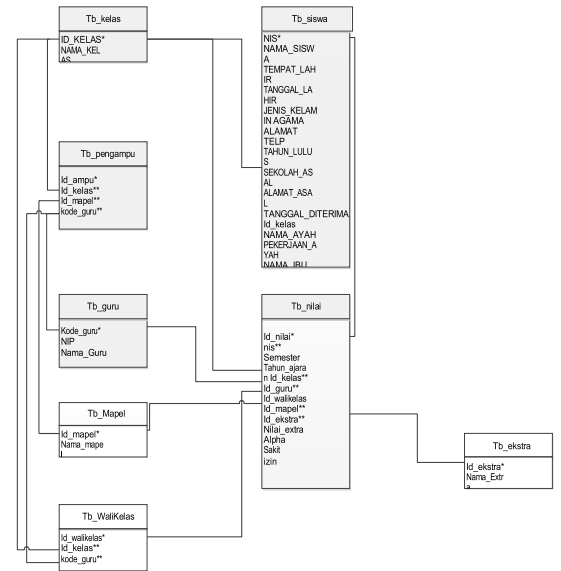 Tb_kelas
ID_KELAS*
NAMA_KEL
AS
Tb_siswa
NIS*
NAMA_SISW
A
TEMPAT_LAH
IR
TANGGAL_LA
HIR
JENIS_KELAM
IN AGAMA
ALAMAT
TELP
TAHUN_LULU
S
SEKOLAH_AS
AL
ALAMAT_ASA
L
TANGGAL_DITERIMA
Id_kelas
NAMA_AYAH
PEKERJAAN_A
YAH
NAMA_IBU
Tb_pengampu
Id_ampu*
Id_kelas**
Id_mapel**
kode_guru**
Tb_guru
Kode_guru*
NIP
Nama_Guru
Tb_nilai
Id_nilai*
nis**
Semester
Tahun_ajara
n Id_kelas**
Id_guru**
Id_walikelas
Id_mapel**
Id_ekstra**
Nilai_extra
Alpha
Sakit
izin
Tb_Mapel
Id_mapel*
Nama_mape
l
Tb_ekstra
Id_ekstra*
Nama_Extr
a
Tb_WaliKelas
Id_walikelas*
Id_kelas**
kode_guru**